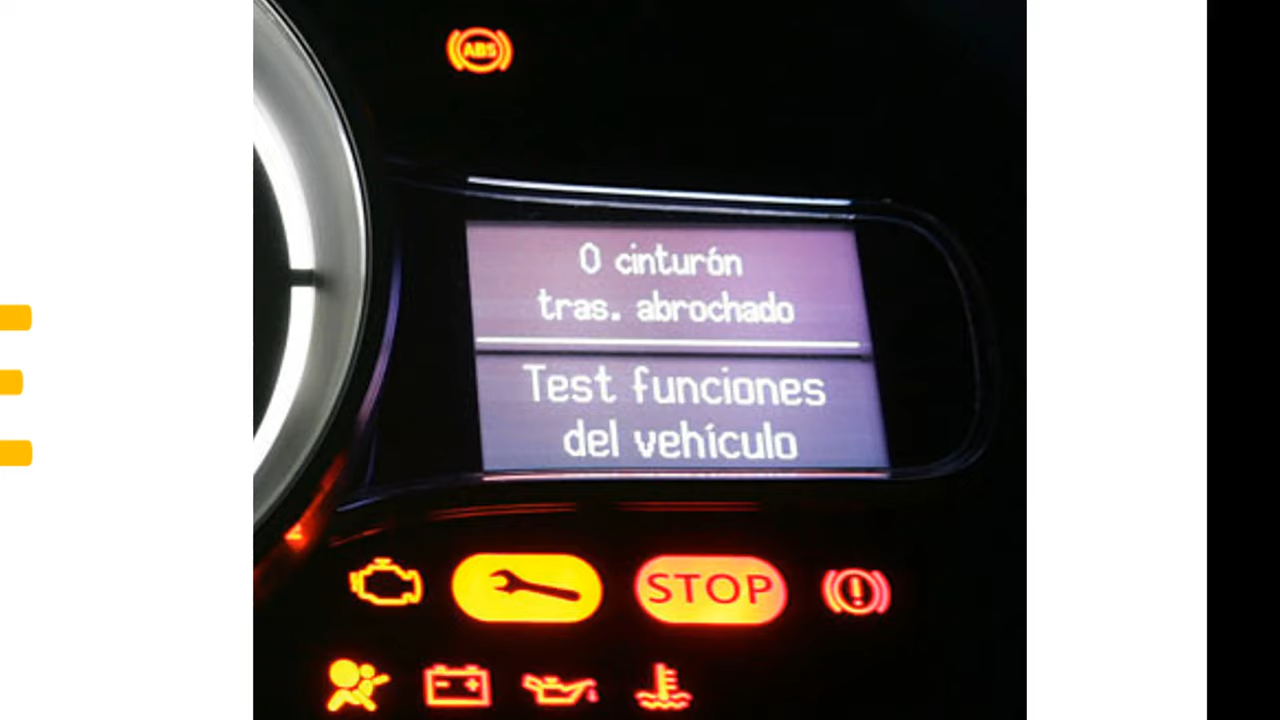 ABS
0 cinturón
tras. abrochado
Test funciones
del vehículo
STOP